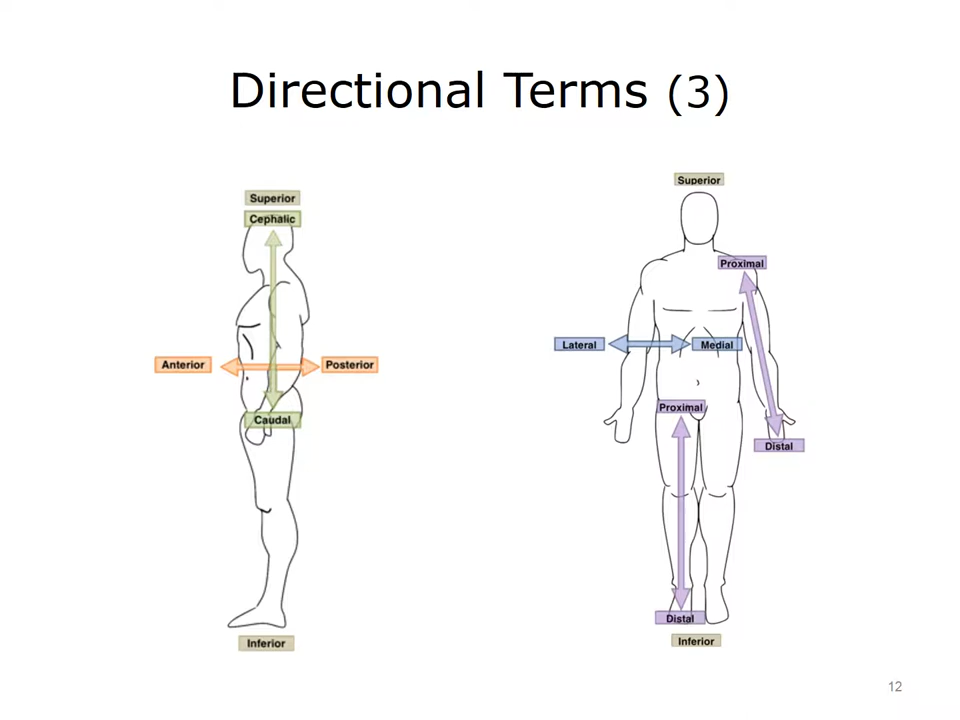 Directional Terms (3)
Superior
Cephalic
Anterior
Posterior
Caudal
Inferior
Superior
Proximal
Lateral
Medial
Proximal
Distal
Distal
Inferior
12